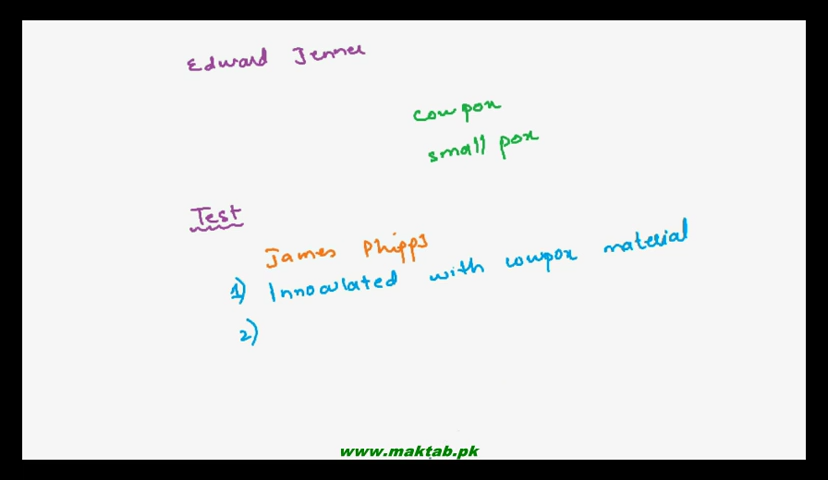 Edward Jenner
cowpox
small pox
Test
James Phipps
1) Innoculated with cowpox material
2)
www.maktab.pk